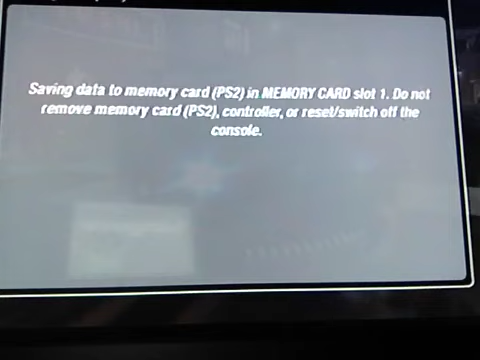 Saving data to memory card (PS2) in MEMORY CARD slot 1. Do not
remove memory card (PS2), controller, or reset/switch off the
console.